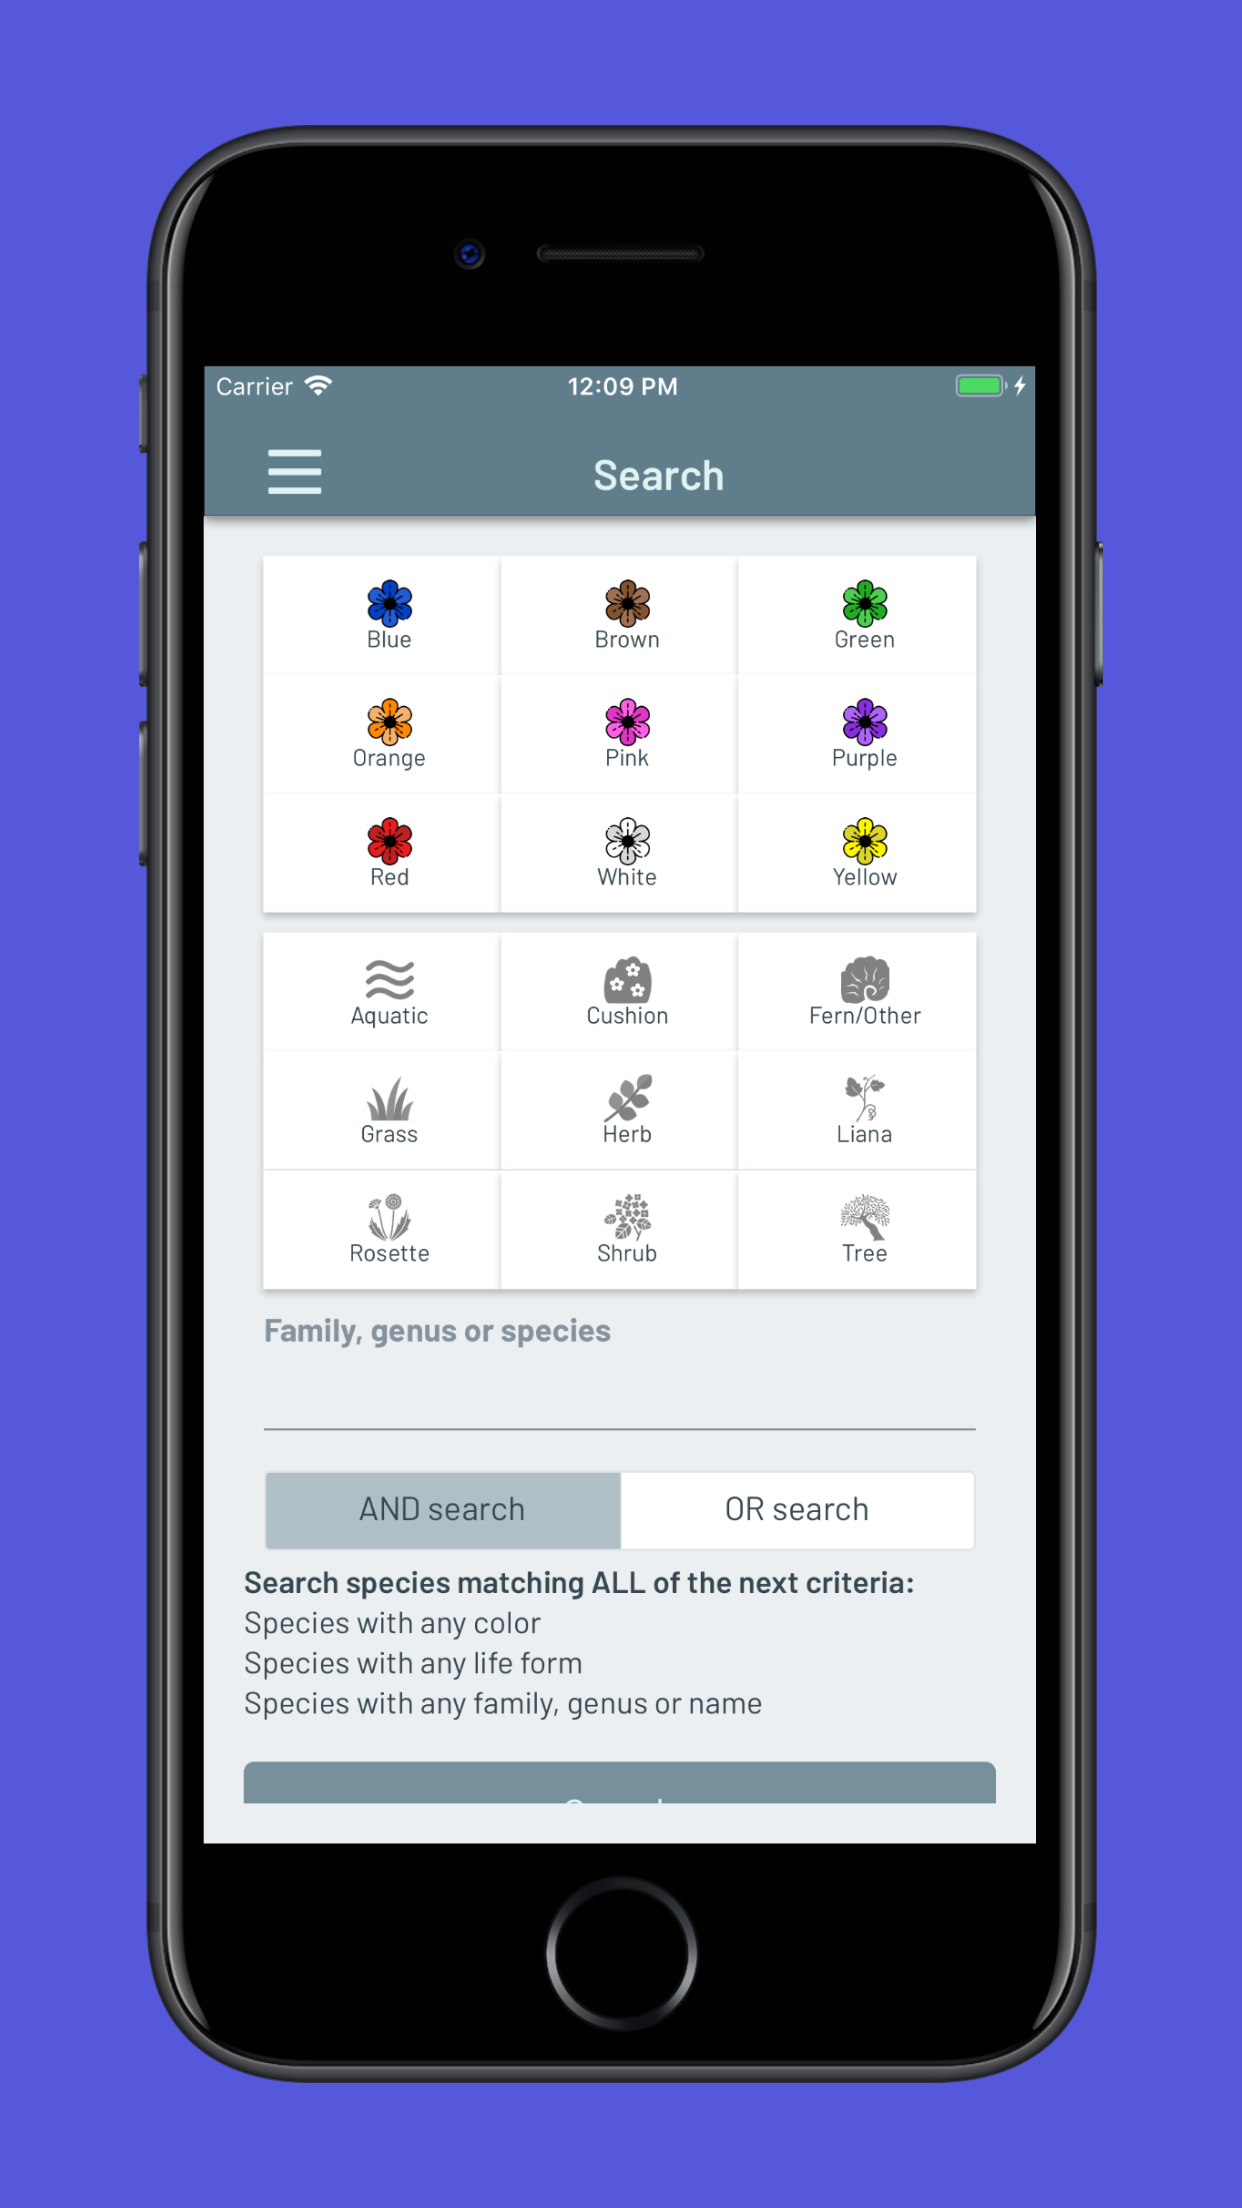 Carrier 12:09 PM
Search
Blue Brown Green
Orange Pink Purple
Red White Yellow
Aquatic Cushion Fern/Other
Grass Herb Liana
Rosette Shrub Tree
Family, genus or species
AND search OR search
Search species matching ALL of the next criteria:
Species with any color
Species with any life form
Species with any family, genus or name